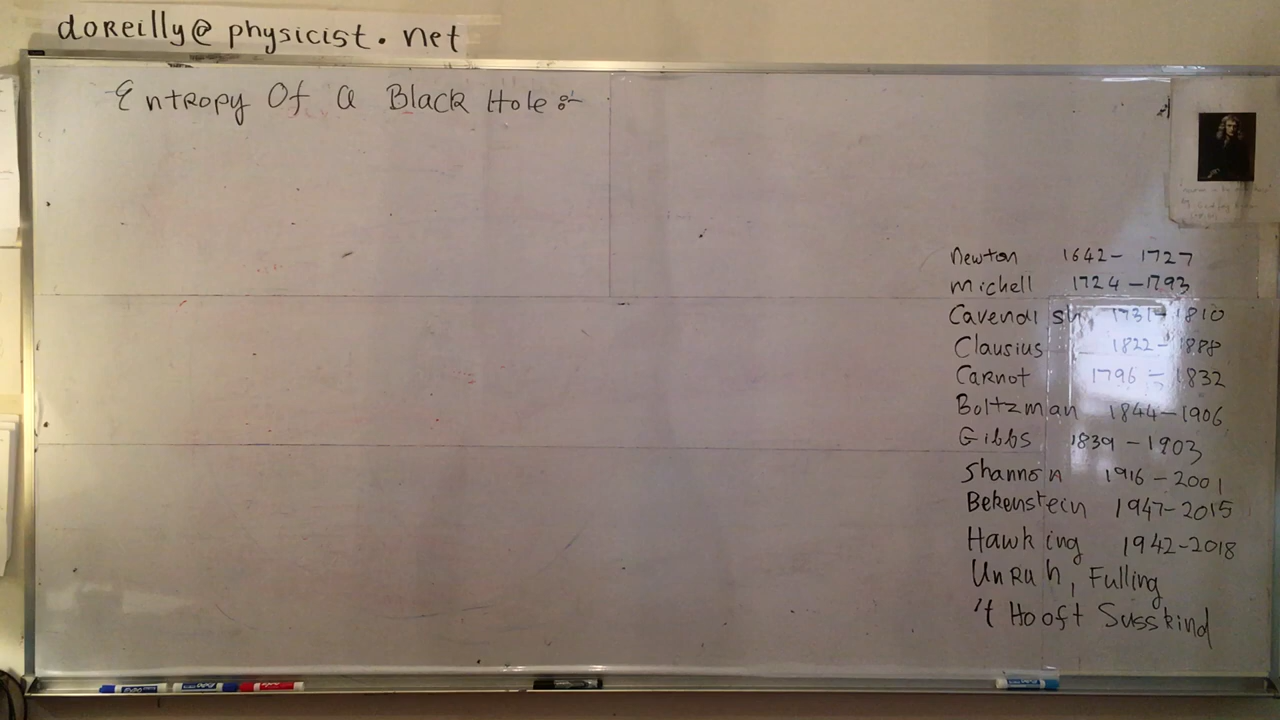 doReilly@physicist.net
Entropy Of a Black Hole:-
Newton 1642- 1727
Michell 1724-1793
Cavendish 1731-1810
Clausius 1822-1888
Carnot 1796-1832
Boltzman 1844-1906
Gibbs 1839-1903
Shannon 1916-2001
Bekenstein 1947-2015
Hawking 1942-2018
Unruh, Fulling
't Hooft Susskind